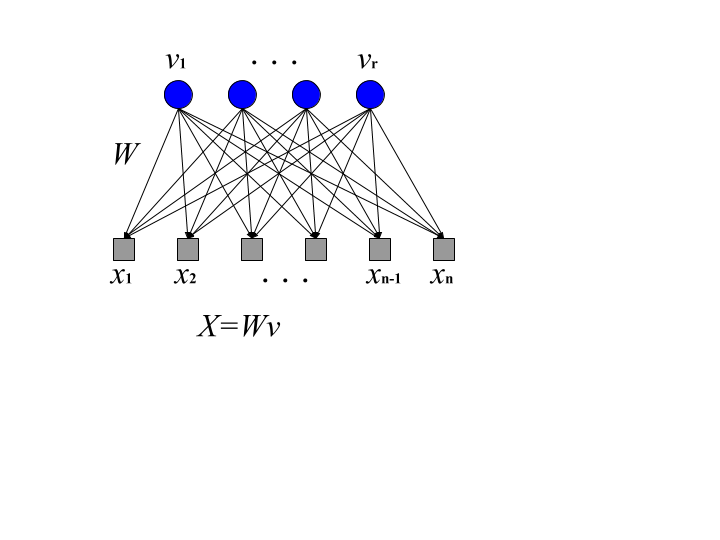 v1 . . . vr
W
x1 x2 . . . xn-1 xn
X=Wv